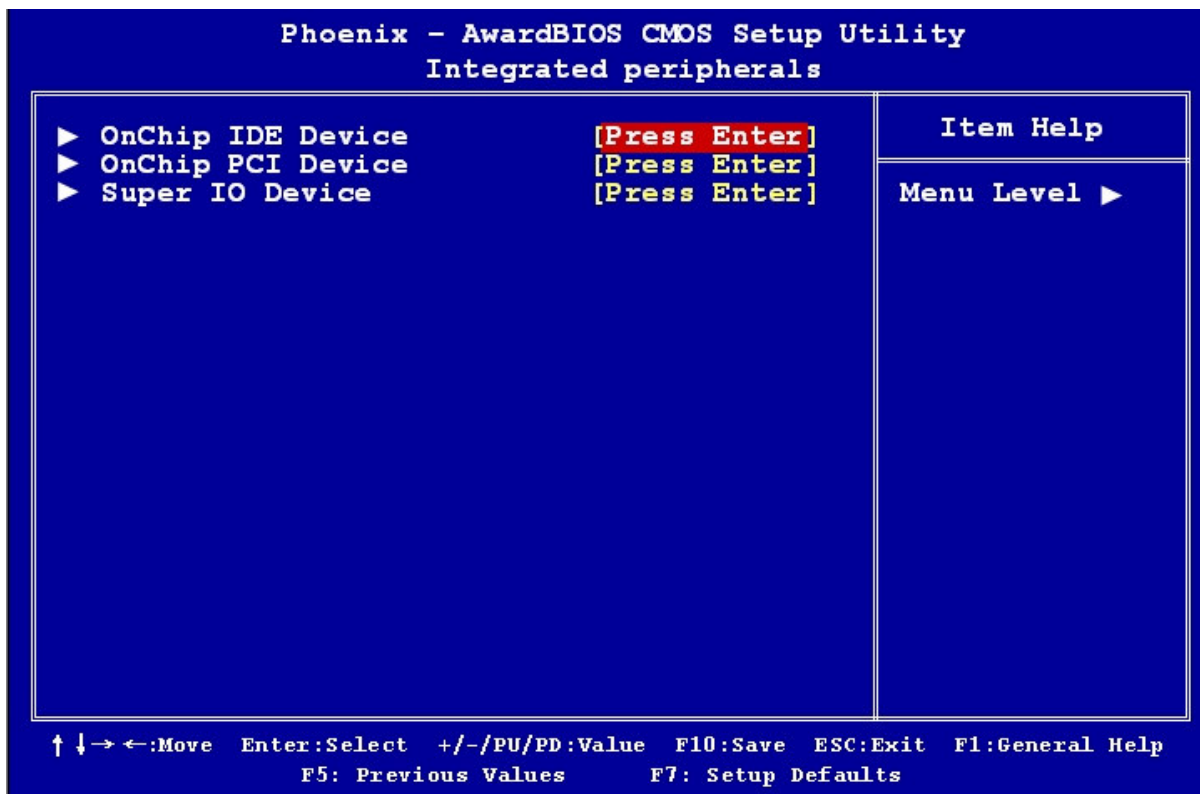 Phoenix - AwardBIOS CMOS Setup Utility
Integrated peripherals
▶ OnChip IDE Device [Press Enter]
▶ OnChip PCI Device [Press Enter]
▶ Super IO Device [Press Enter]
Item Help
Menu Level ▶
↑↓→←:Move Enter:Select +/-/PU/PD:Value F10:Save ESC:Exit F1:General Help
F5: Previous Values F7: Setup Defaults